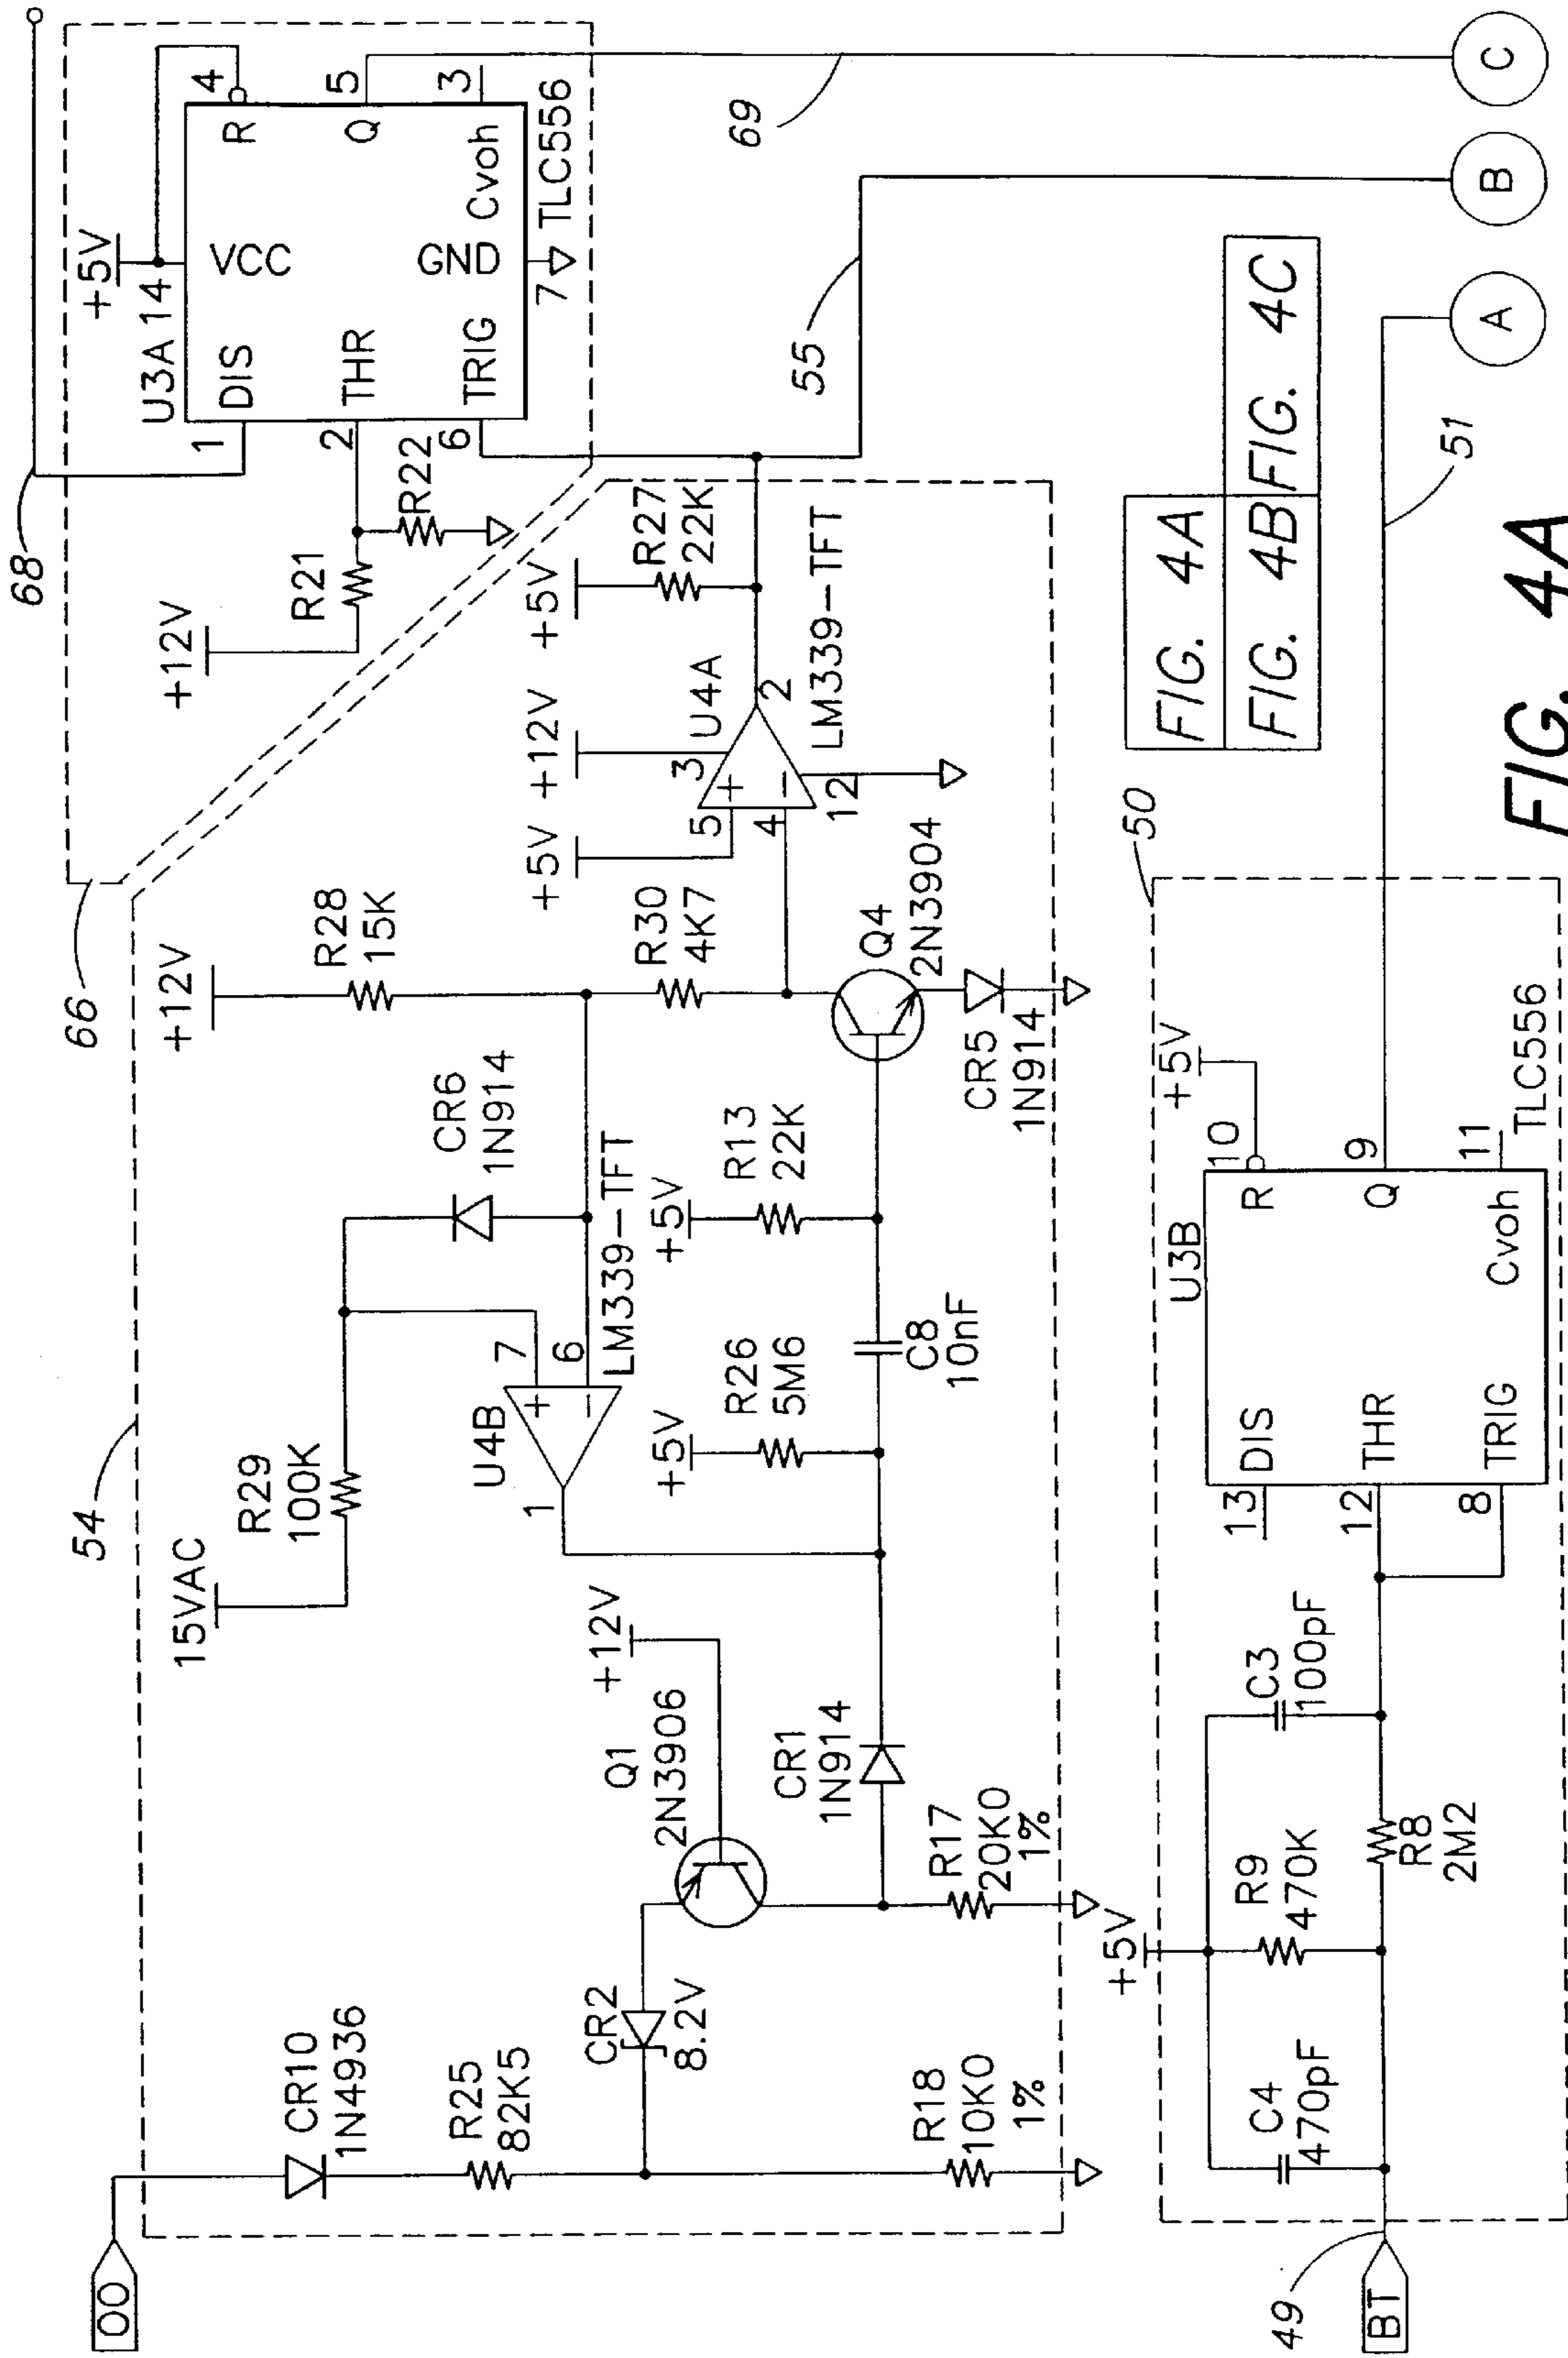 68
+12V
R21
R22
+5V
U3A
14
1
DIS
2
THR
6
TRIG
VCC
GND
R
4
Q
5
Cvoh
3
7
TLC556
66
54
OO
CR10
1N4936
R25
82K5
R18
10K0
1%
CR2
8.2V
Q1
2N3906
+12V
CR1
1N914
R17
20K0
1%
15VAC
R29
100K
U4B
1
+
7
−
6
LM339-TFT
CR6
1N914
+12V
R28
15K
R30
4K7
+5V
R26
5M6
C8
10nF
+5V
R13
22K
Q4
2N3904
CR5
1N914
+5V
+12V
+5V
5
+
4
−
3
12
U4A
2
LM339-TFT
R27
22K
55
69
FIG. 4A
FIG. 4B
FIG. 4C
50
49
BT
+5V
C4
470pF
R9
470K
R8
2M2
C3
100pF
U3B
13
DIS
12
THR
8
TRIG
R
10
+5V
Q
9
Cvoh
11
TLC556
51
A
B
C
FIG. 4A